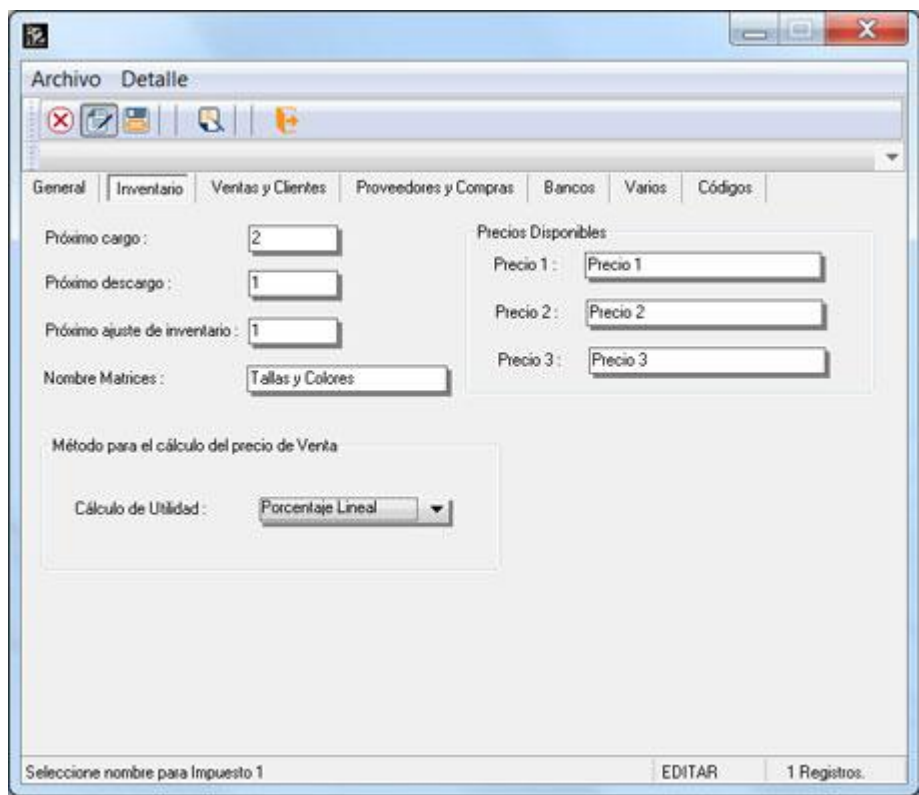 Archivo Detalle
General Inventario Ventas y Clientes Proveedores y Compras Bancos Varios Códigos
Próximo cargo : 2
Próximo descargo : 1
Próximo ajuste de inventario : 1
Nombre Matrices : Tallas y Colores
Precios Disponibles
Precio 1 : Precio 1
Precio 2 : Precio 2
Precio 3 : Precio 3
Método para el cálculo del precio de Venta
Cálculo de Utilidad : Porcentaje Lineal
Seleccione nombre para Impuesto 1 EDITAR 1 Registros.